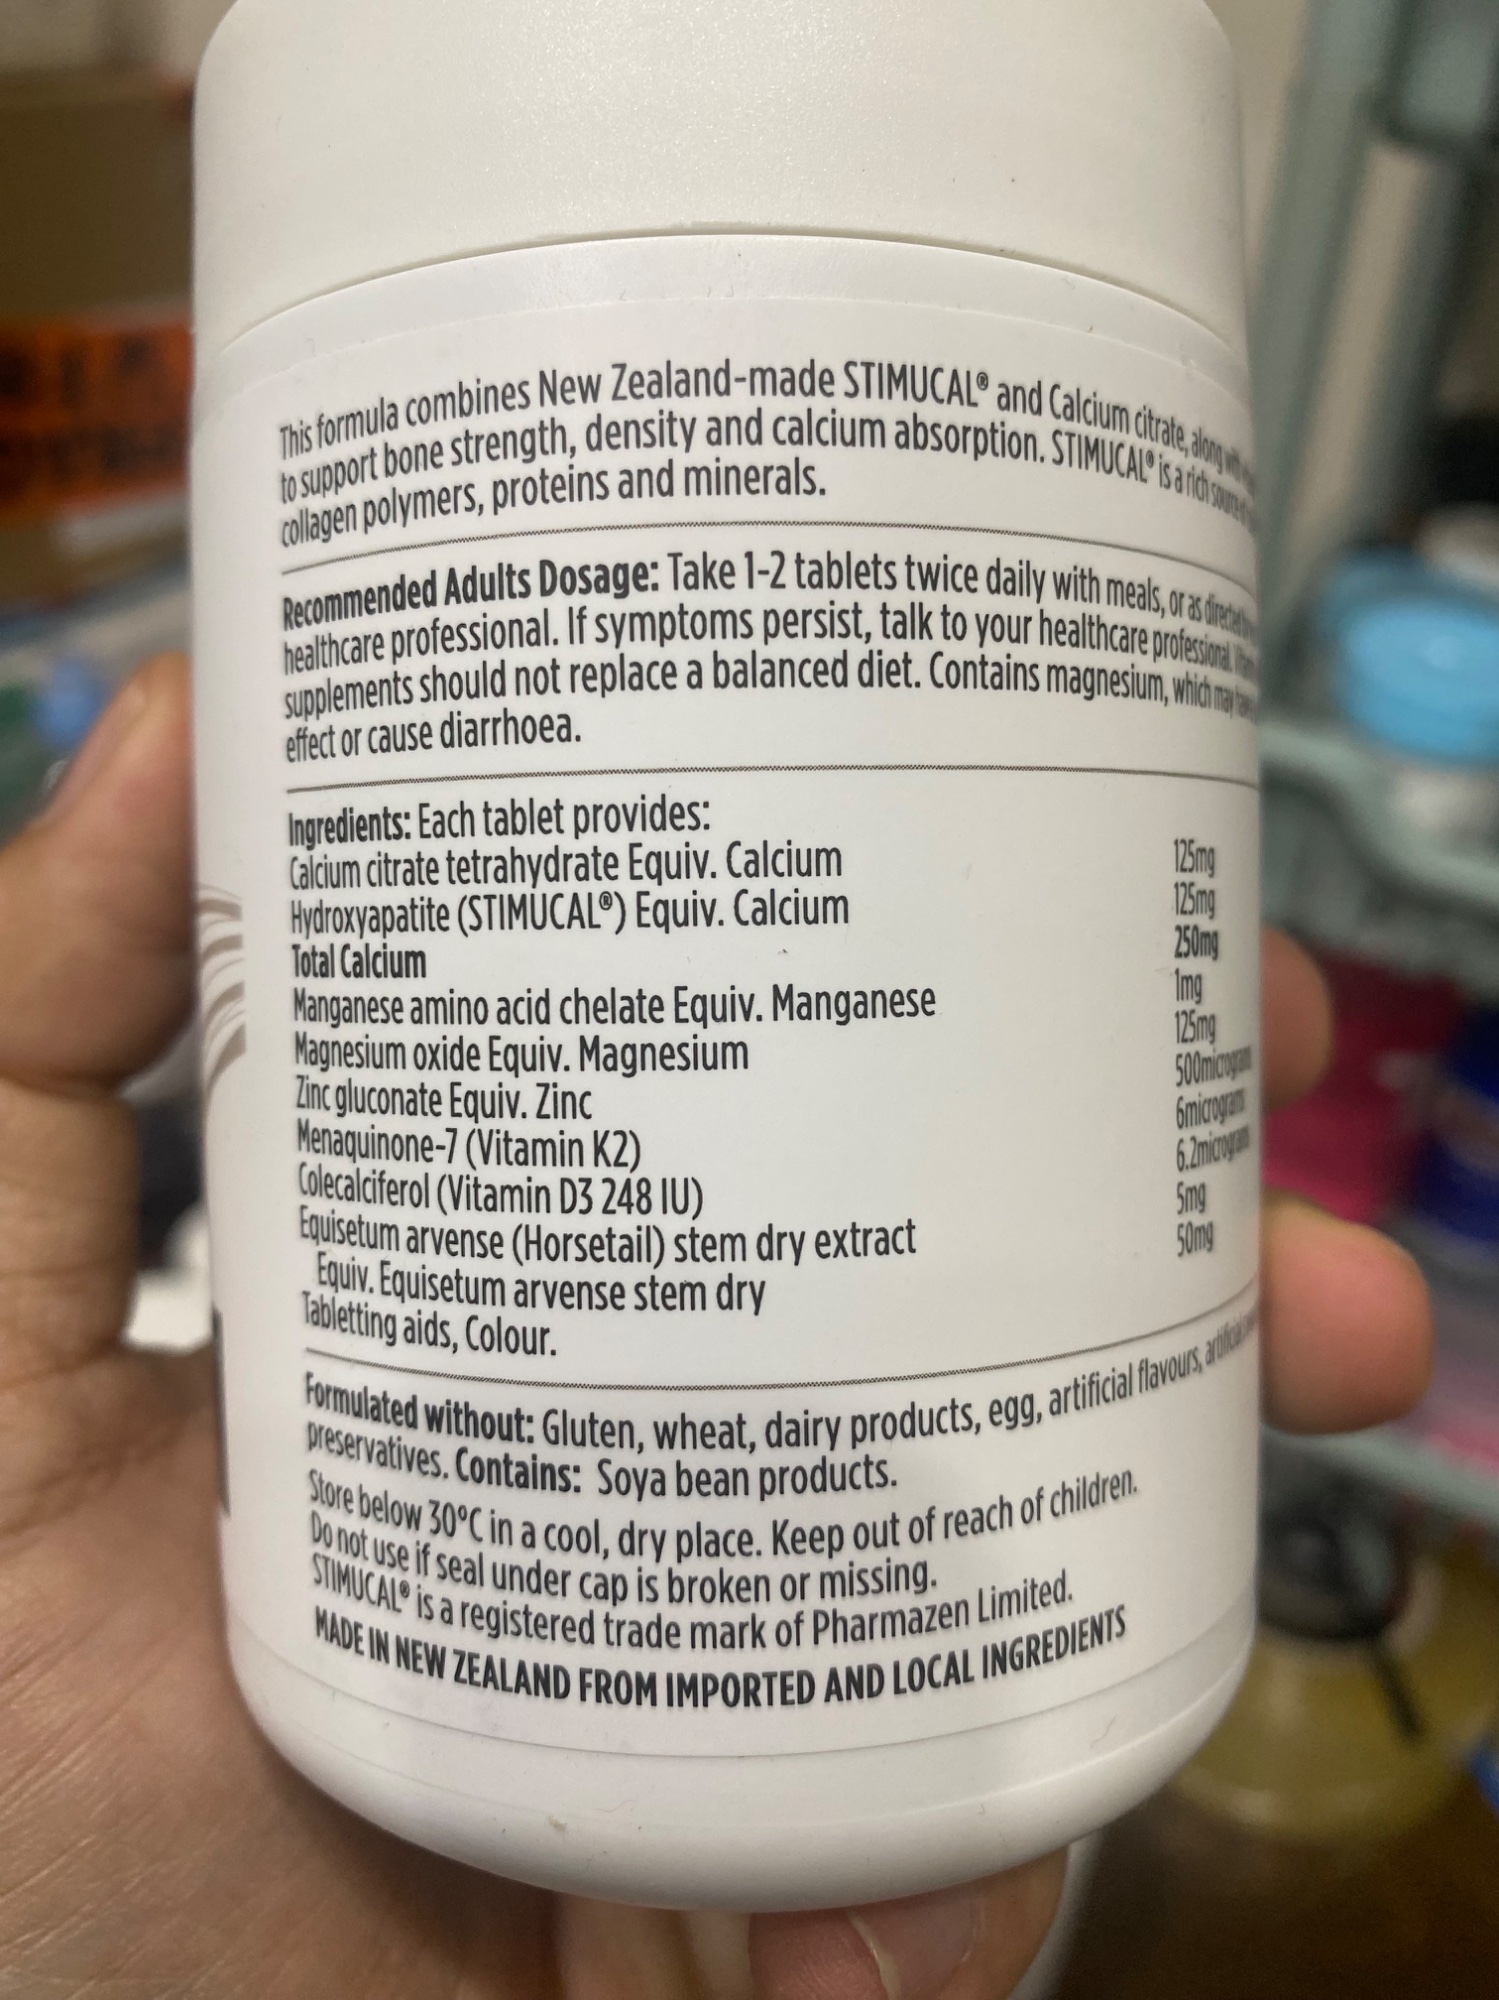 This formula combines New Zealand-made STIMUCAL® and Calcium citrate, along with
to support bone strength, density and calcium absorption. STIMUCAL® is a rich source of
collagen polymers, proteins and minerals.
Recommended Adults Dosage: Take 1-2 tablets twice daily with meals, or as directed
healthcare professional. If symptoms persist, talk to your healthcare professional.
supplements should not replace a balanced diet. Contains magnesium, which may
effect or cause diarrhoea.
Ingredients: Each tablet provides:
Calcium citrate tetrahydrate Equiv. Calcium 125mg
Hydroxyapatite (STIMUCAL®) Equiv. Calcium 125mg
Total Calcium 250mg
Manganese amino acid chelate Equiv. Manganese 1mg
Magnesium oxide Equiv. Magnesium 125mg
Zinc gluconate Equiv. Zinc 500microgram
Menaquinone-7 (Vitamin K2) 6microgram
Colecalciferol (Vitamin D3 248 IU) 6.2microgram
Equisetum arvense (Horsetail) stem dry extract 5mg
Equiv. Equisetum arvense stem dry 50mg
Tabletting aids, Colour.
Formulated without: Gluten, wheat, dairy products, egg, artificial flavours, artificial
preservatives. Contains: Soya bean products.
Store below 30°C in a cool, dry place. Keep out of reach of children.
Do not use if seal under cap is broken or missing.
STIMUCAL® is a registered trade mark of Pharmazen Limited.
MADE IN NEW ZEALAND FROM IMPORTED AND LOCAL INGREDIENTS